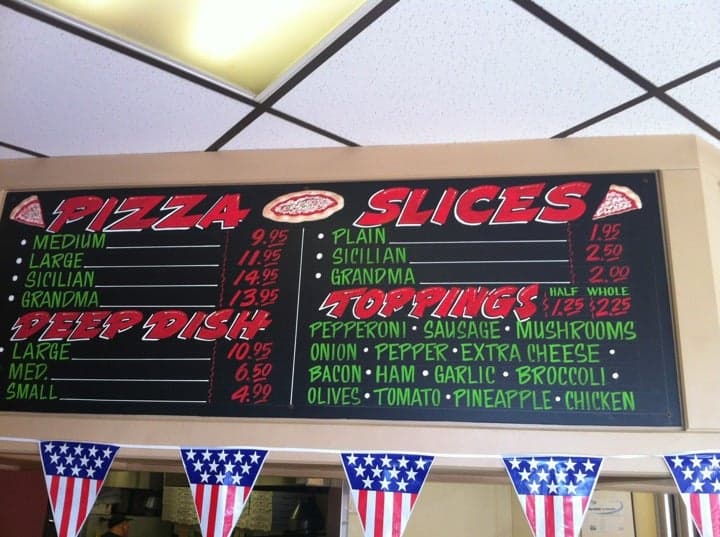 PIZZA
• MEDIUM 9.95
• LARGE 11.95
• SICILIAN 14.95
• GRANDMA 13.95
DEEP DISH
LARGE 10.95
MED. 6.50
SMALL 4.00
SLICES
• PLAIN 1.95
• SICILIAN 2.50
• GRANDMA 2.00
TOPPINGS HALF $1.25 WHOLE $2.25
PEPPERONI • SAUSAGE • MUSHROOMS
ONION • PEPPER • EXTRA CHEESE •
BACON • HAM • GARLIC • BROCCOLI •
OLIVES • TOMATO • PINEAPPLE • CHICKEN